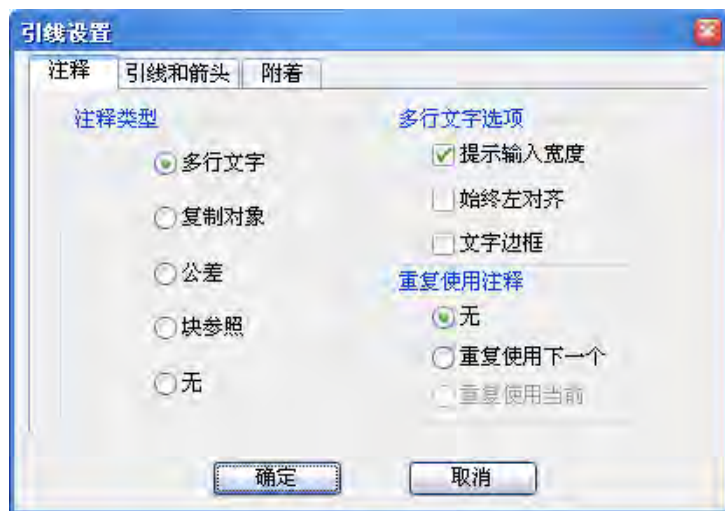 引线设置
注释 引线和箭头 附着
注释类型
多行文字
复制对象
公差
块参照
无
多行文字选项
提示输入宽度
始终左对齐
文字边框
重复使用注释
无
重复使用下一个
重复使用当前
确定 取消